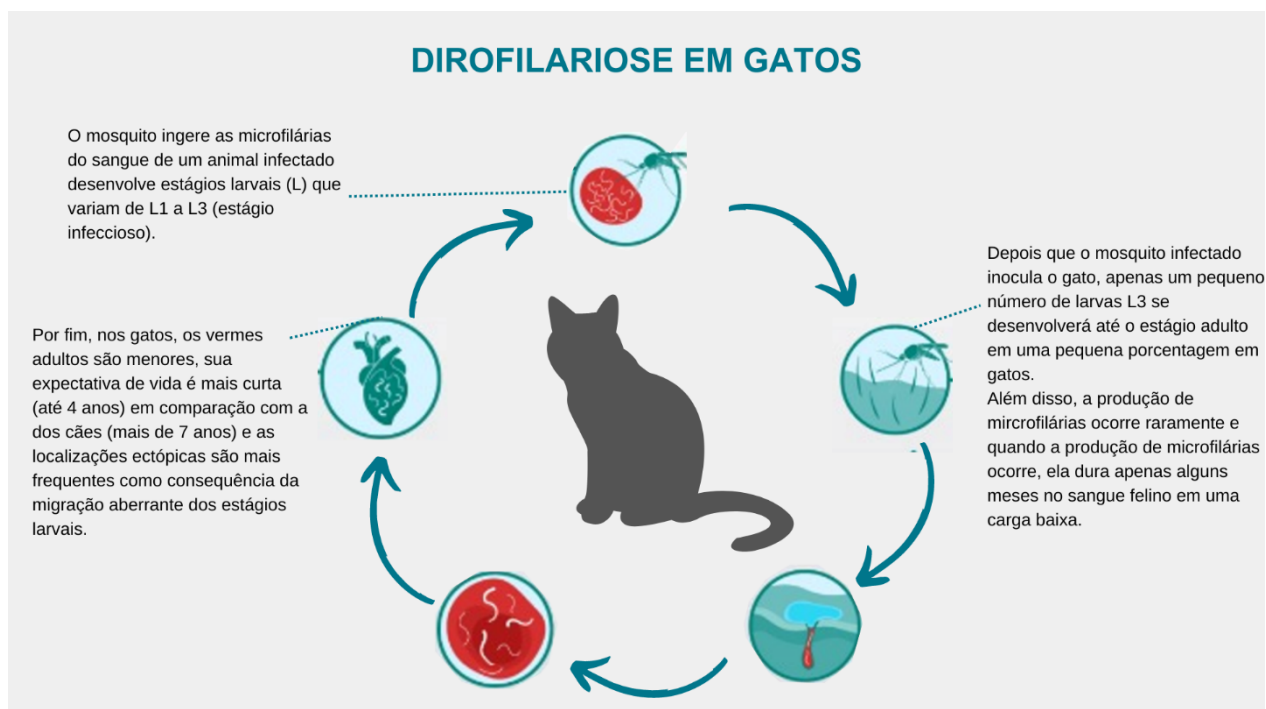 DIROFILARIOSE EM GATOS
O mosquito ingere as microfilárias
do sangue de um animal infectado
desenvolve estágios larvais (L) que
variam de L1 a L3 (estágio
infeccioso).
Depois que o mosquito infectado
inocula o gato, apenas um pequeno
número de larvas L3 se
desenvolverá até o estágio adulto
em uma pequena porcentagem em
gatos.
Além disso, a produção de
mircrofilárias ocorre raramente e
quando a produção de microfilárias
ocorre, ela dura apenas alguns
meses no sangue felino em uma
carga baixa.
Por fim, nos gatos, os vermes
adultos são menores, sua
expectativa de vida é mais curta
(até 4 anos) em comparação com a
dos cães (mais de 7 anos) e as
localizações ectópicas são mais
frequentes como consequência da
migração aberrante dos estágios
larvais.